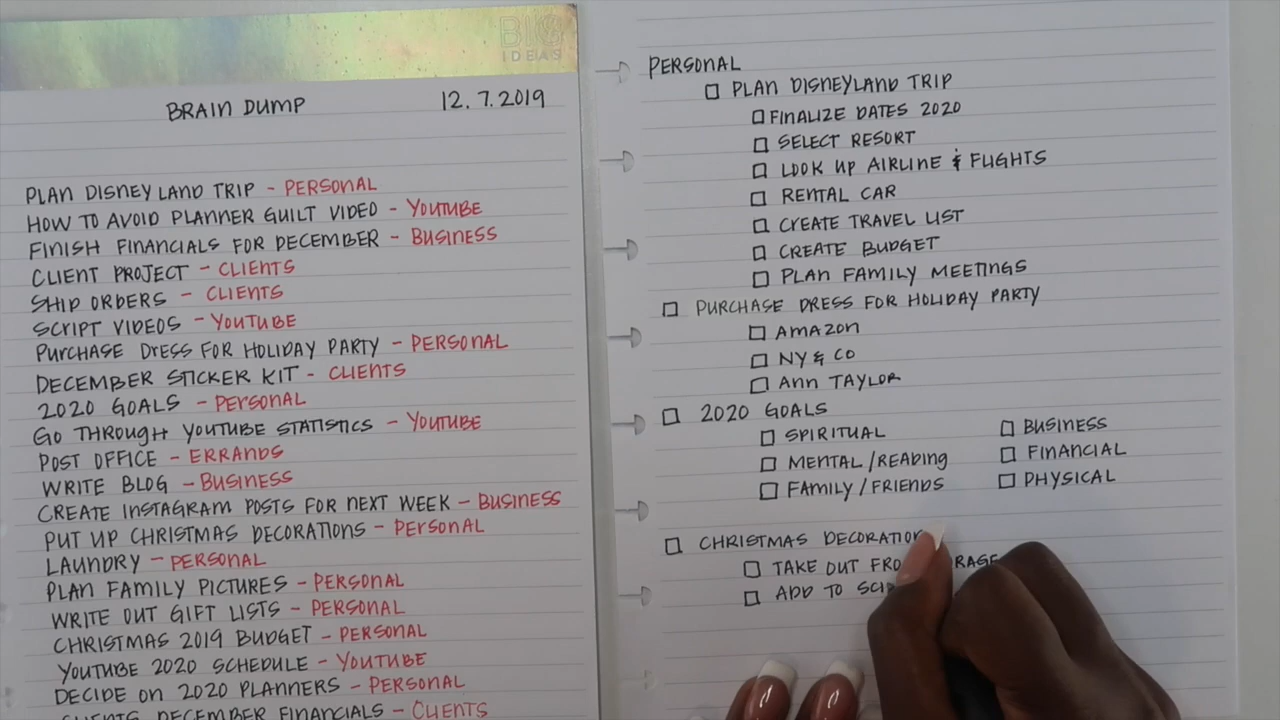 BIG
IDEAS
BRAIN DUMP 12.7.2019
PLAN DISNEYLAND TRIP - PERSONAL
HOW TO AVOID PLANNER GUILT VIDEO - YOUTUBE
FINISH FINANCIALS FOR DECEMBER - BUSINESS
CLIENT PROJECT - CLIENTS
SHIP ORDERS - CLIENTS
SCRIPT VIDEOS - YOUTUBE
PURCHASE DRESS FOR HOLIDAY PARTY - PERSONAL
DECEMBER STICKER KIT - CLIENTS
2020 GOALS - PERSONAL
GO THROUGH YOUTUBE STATISTICS - YOUTUBE
POST OFFICE - ERRANDS
WRITE BLOG - BUSINESS
CREATE INSTAGRAM POSTS FOR NEXT WEEK - BUSINESS
PUT UP CHRISTMAS DECORATIONS - PERSONAL
LAUNDRY - PERSONAL
PLAN FAMILY PICTURES - PERSONAL
WRITE OUT GIFT LISTS - PERSONAL
CHRISTMAS 2019 BUDGET - PERSONAL
YOUTUBE 2020 SCHEDULE - YOUTUBE
DECIDE ON 2020 PLANNERS - PERSONAL
CLIENTS DECEMBER FINANCIALS - CLIENTS
PERSONAL
PLAN DISNEYLAND TRIP
FINALIZE DATES 2020
SELECT RESORT
LOOK UP AIRLINE & FLIGHTS
RENTAL CAR
CREATE TRAVEL LIST
CREATE BUDGET
PLAN FAMILY MEETINGS
PURCHASE DRESS FOR HOLIDAY PARTY
AMAZON
NY & CO
ANN TAYLOR
2020 GOALS
SPIRITUAL BUSINESS
MENTAL/READING FINANCIAL
FAMILY/FRIENDS PHYSICAL
CHRISTMAS DECORATION
TAKE OUT
ADD TO